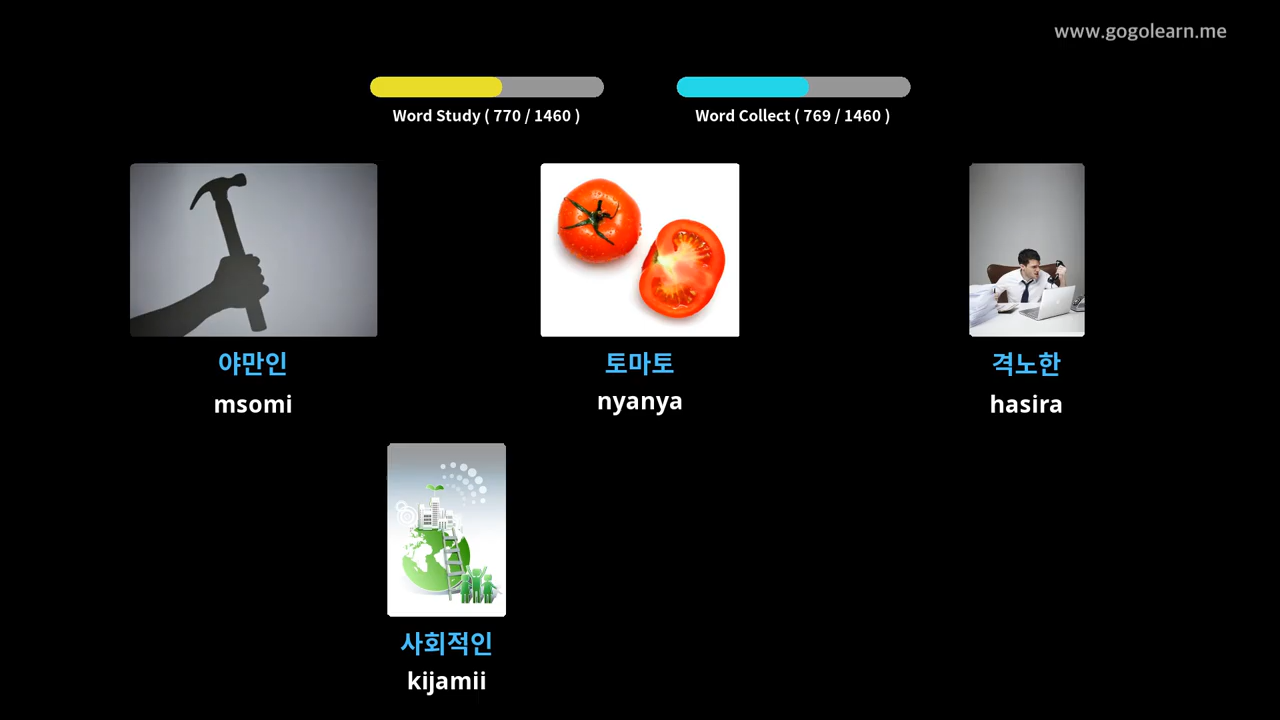 www.gogolearn.me
Word Study ( 770 / 1460 )
Word Collect ( 769 / 1460 )
야만인
msomi
토마토
nyanya
격노한
hasira
사회적인
kijamii